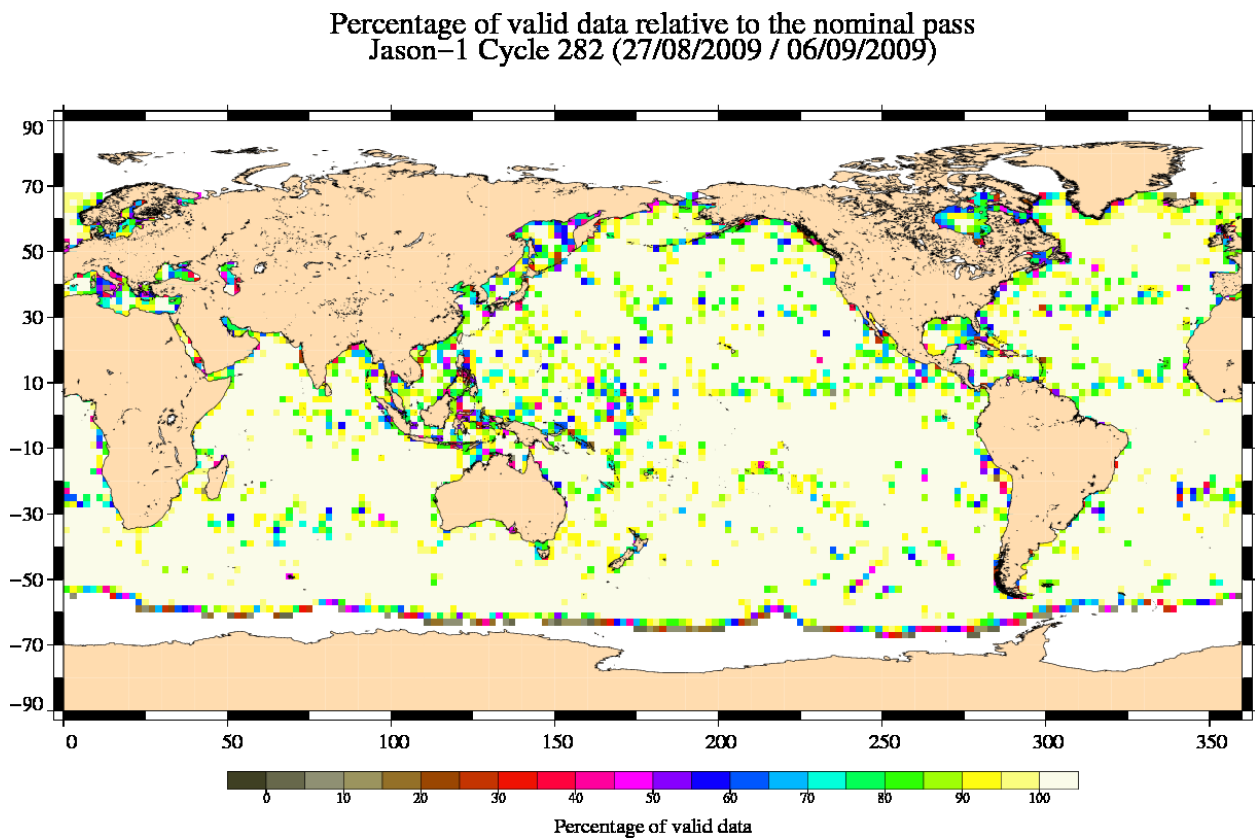 Percentage of valid data relative to the nominal pass
Jason−1 Cycle 282 (27/08/2009 / 06/09/2009)
90
70
50
30
10
−10
−30
−50
−70
−90
0 50 100 150 200 250 300 350
0 10 20 30 40 50 60 70 80 90 100
Percentage of valid data